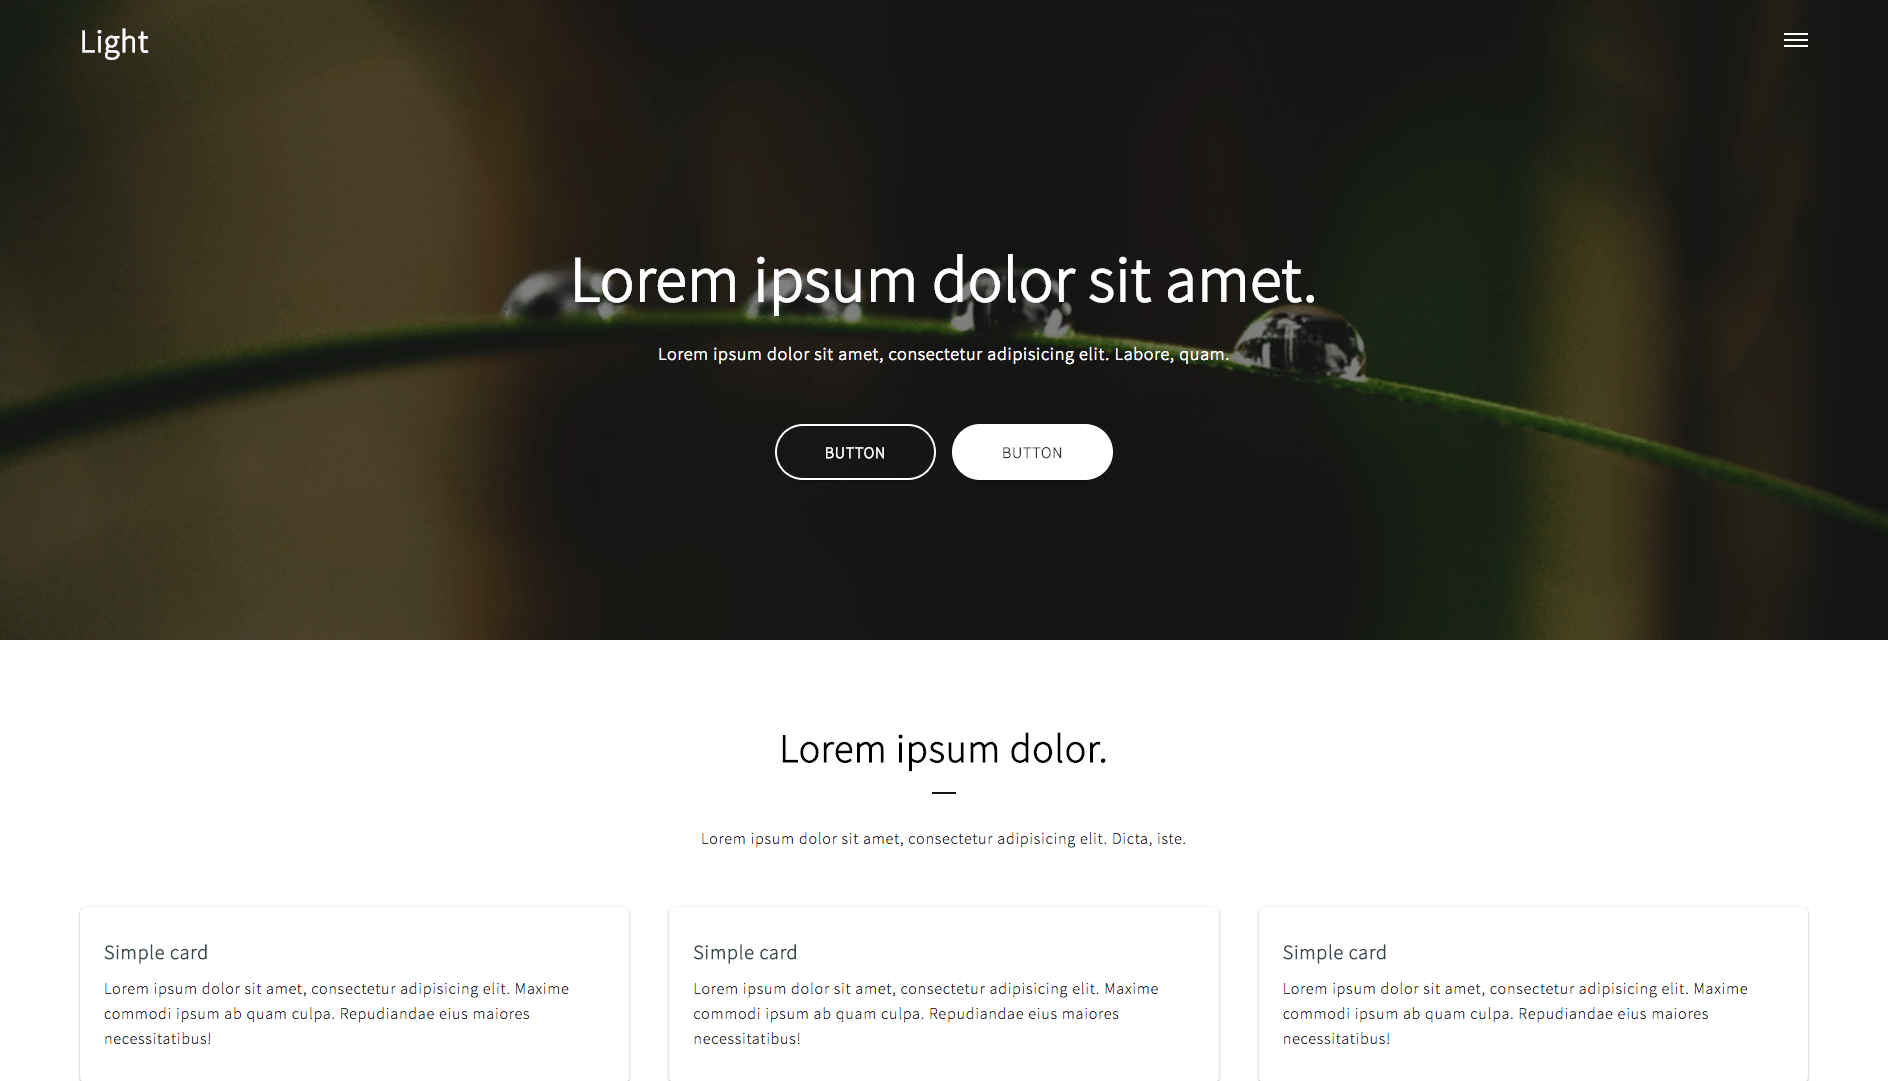 Light
Lorem ipsum dolor sit amet.
Lorem ipsum dolor sit amet, consectetur adipisicing elit. Labore, quam.
BUTTON
BUTTON
Lorem ipsum dolor.
Lorem ipsum dolor sit amet, consectetur adipisicing elit. Dicta, iste.
Simple card
Lorem ipsum dolor sit amet, consectetur adipisicing elit. Maxime
commodi ipsum ab quam culpa. Repudiandae eius maiores
necessitatibus!
Simple card
Lorem ipsum dolor sit amet, consectetur adipisicing elit. Maxime
commodi ipsum ab quam culpa. Repudiandae eius maiores
necessitatibus!
Simple card
Lorem ipsum dolor sit amet, consectetur adipisicing elit. Maxime
commodi ipsum ab quam culpa. Repudiandae eius maiores
necessitatibus!